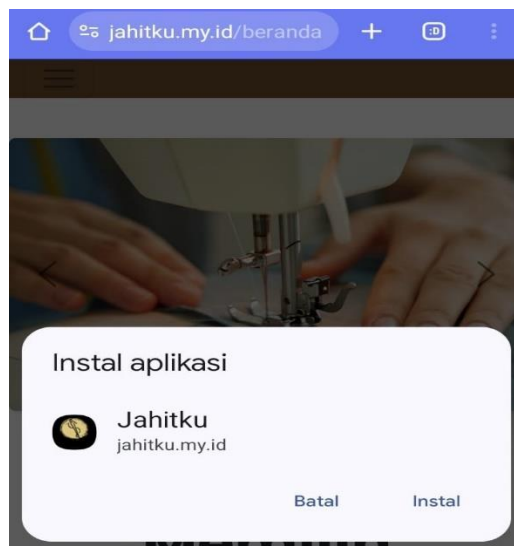 jahitku.my.id/beranda
:D
Instal aplikasi
Jahitku
jahitku.my.id
Batal
Instal